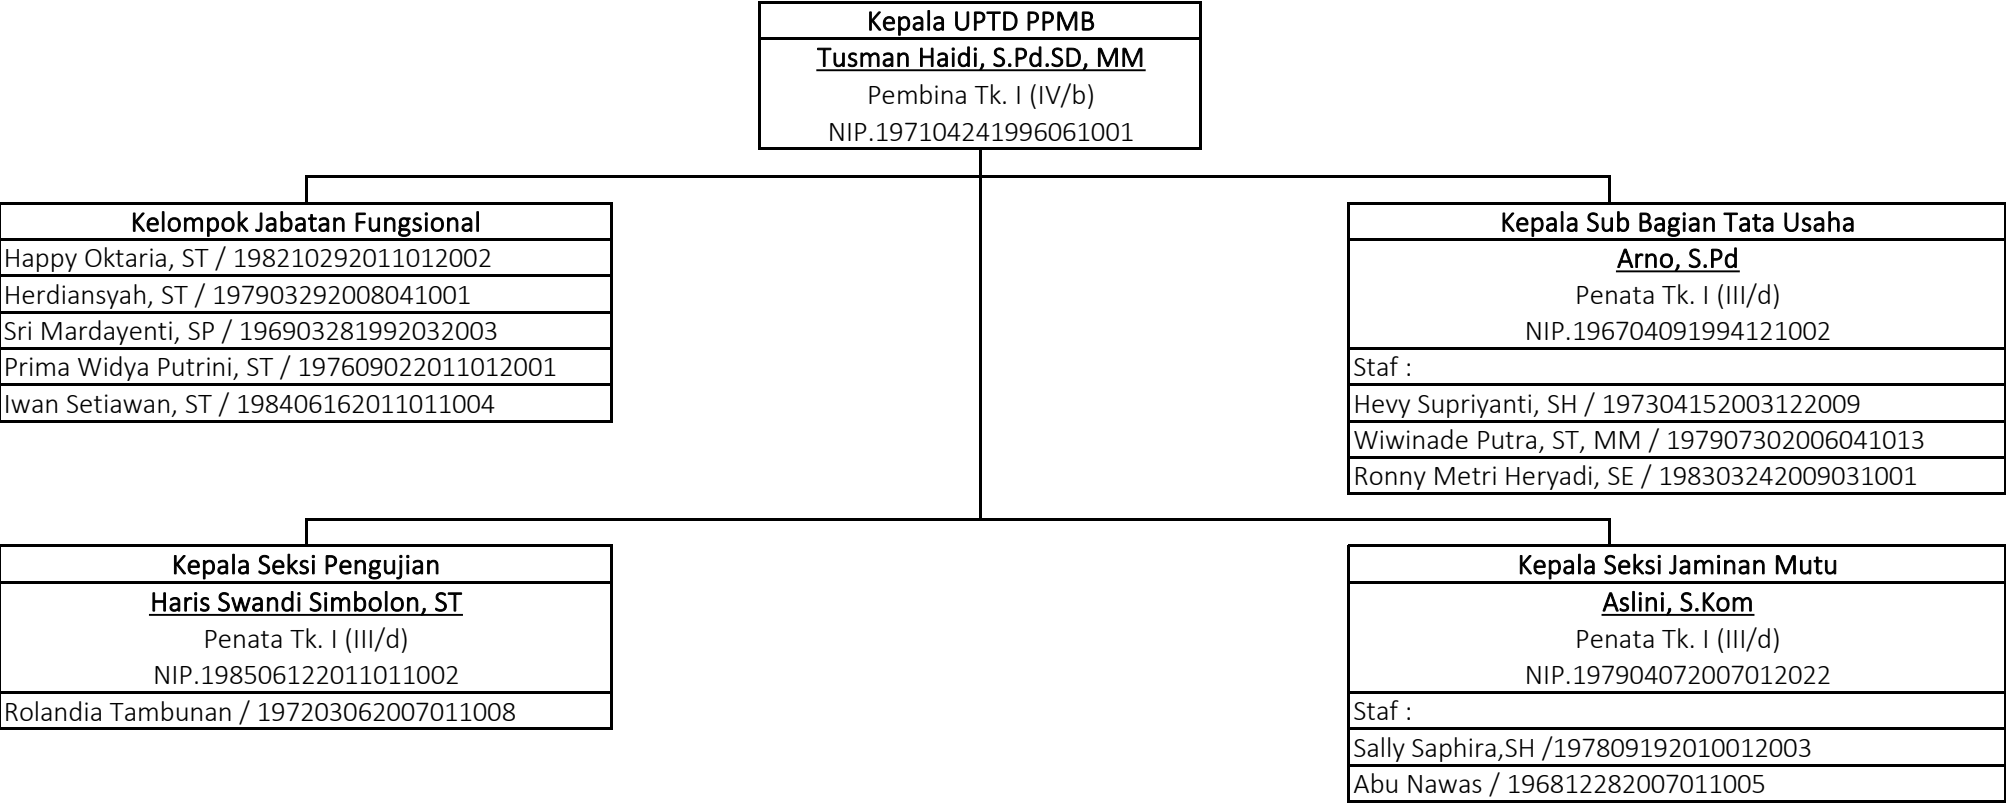 Kepala UPTD PPMB
Tusman Haidi, S.Pd.SD, MM
Pembina Tk. I (IV/b)
NIP.197104241996061001
Kelompok Jabatan Fungsional
Happy Oktaria, ST / 198210292011012002
Herdiansyah, ST / 197903292008041001
Sri Mardayenti, SP / 196903281992032003
Prima Widya Putrini, ST / 197609022011012001
Iwan Setiawan, ST / 198406162011011004
Kepala Sub Bagian Tata Usaha
Arno, S.Pd
Penata Tk. I (III/d)
NIP.196704091994121002
Staf :
Hevy Supriyanti, SH / 197304152003122009
Wiwinade Putra, ST, MM / 197907302006041013
Ronny Metri Heryadi, SE / 198303242009031001
Kepala Seksi Pengujian
Haris Swandi Simbolon, ST
Penata Tk. I (III/d)
NIP.198506122011011002
Rolandia Tambunan / 197203062007011008
Kepala Seksi Jaminan Mutu
Aslini, S.Kom
Penata Tk. I (III/d)
NIP.197904072007012022
Staf :
Sally Saphira,SH /197809192010012003
Abu Nawas / 196812282007011005